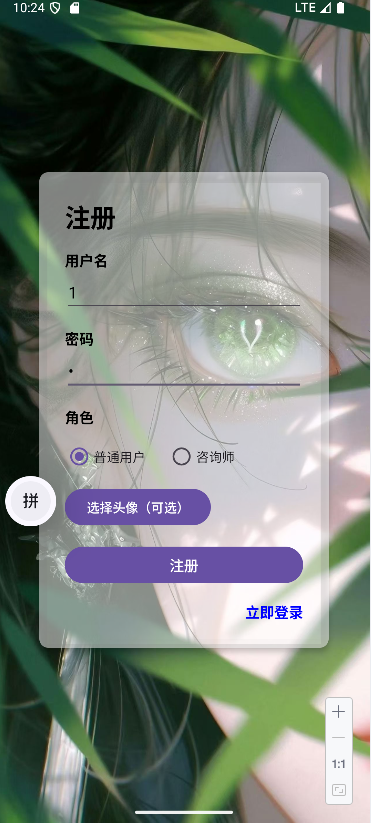 10:24 LTE
注册
用户名
1
密码
•
角色
普通用户 咨询师
拼
选择头像（可选）
注册
立即登录
1:1